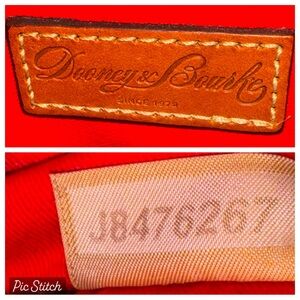 Dooney & Bourke
SINCE 1975
J8476267
Pic Stitch